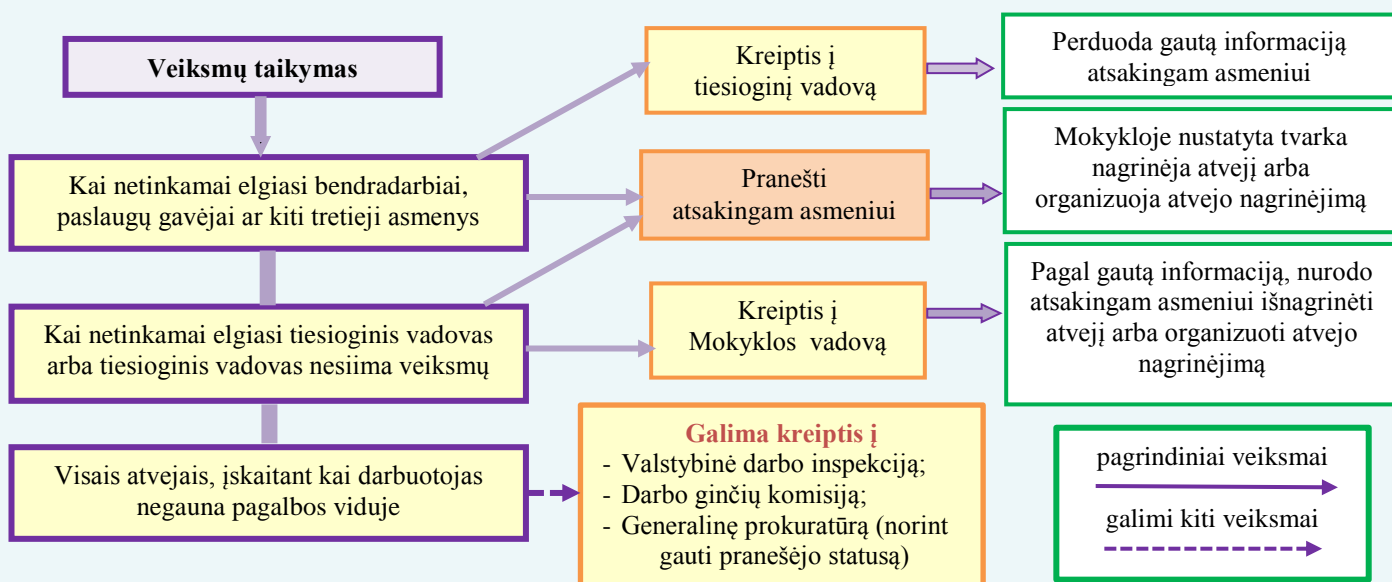 Veiksmų taikymas
Kreiptis į
tiesioginį vadovą
Perduoda gautą informaciją
atsakingam asmeniui
Kai netinkamai elgiasi bendradarbiai,
paslaugų gavėjai ar kiti tretieji asmenys
Pranešti
atsakingam asmeniui
Mokykloje nustatyta tvarka
nagrinėja atvejį arba
organizuoja atvejo nagrinėjimą
Kai netinkamai elgiasi tiesioginis vadovas
arba tiesioginis vadovas nesiima veiksmų
Kreiptis į
Mokyklos vadovą
Pagal gautą informaciją, nurodo
atsakingam asmeniui išnagrinėti
atvejį arba organizuoti atvejo
nagrinėjimą
Visais atvejais, įskaitant kai darbuotojas
negauna pagalbos viduje
Galima kreiptis į
- Valstybinė darbo inspekciją;
- Darbo ginčių komisiją;
- Generalinę prokuratūrą (norint
gauti pranešėjo statusą)
pagrindiniai veiksmai
galimi kiti veiksmai